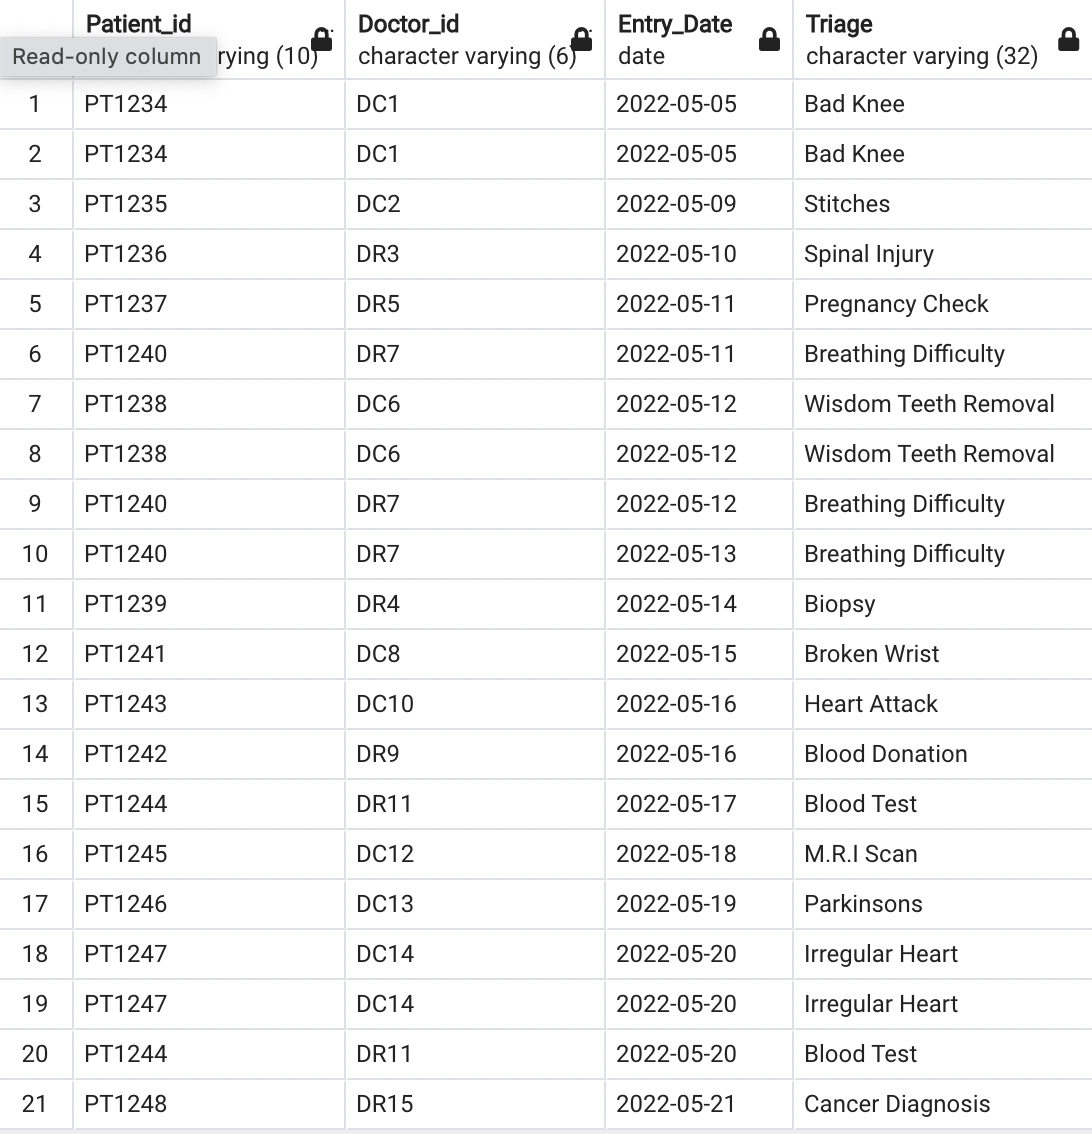 Patient_id Doctor_id Entry_Date Triage
Read-only column rying (10) character varying (6) date character varying (32)
1 PT1234 DC1 2022-05-05 Bad Knee
2 PT1234 DC1 2022-05-05 Bad Knee
3 PT1235 DC2 2022-05-09 Stitches
4 PT1236 DR3 2022-05-10 Spinal Injury
5 PT1237 DR5 2022-05-11 Pregnancy Check
6 PT1240 DR7 2022-05-11 Breathing Difficulty
7 PT1238 DC6 2022-05-12 Wisdom Teeth Removal
8 PT1238 DC6 2022-05-12 Wisdom Teeth Removal
9 PT1240 DR7 2022-05-12 Breathing Difficulty
10 PT1240 DR7 2022-05-13 Breathing Difficulty
11 PT1239 DR4 2022-05-14 Biopsy
12 PT1241 DC8 2022-05-15 Broken Wrist
13 PT1243 DC10 2022-05-16 Heart Attack
14 PT1242 DR9 2022-05-16 Blood Donation
15 PT1244 DR11 2022-05-17 Blood Test
16 PT1245 DC12 2022-05-18 M.R.I Scan
17 PT1246 DC13 2022-05-19 Parkinsons
18 PT1247 DC14 2022-05-20 Irregular Heart
19 PT1247 DC14 2022-05-20 Irregular Heart
20 PT1244 DR11 2022-05-20 Blood Test
21 PT1248 DR15 2022-05-21 Cancer Diagnosis